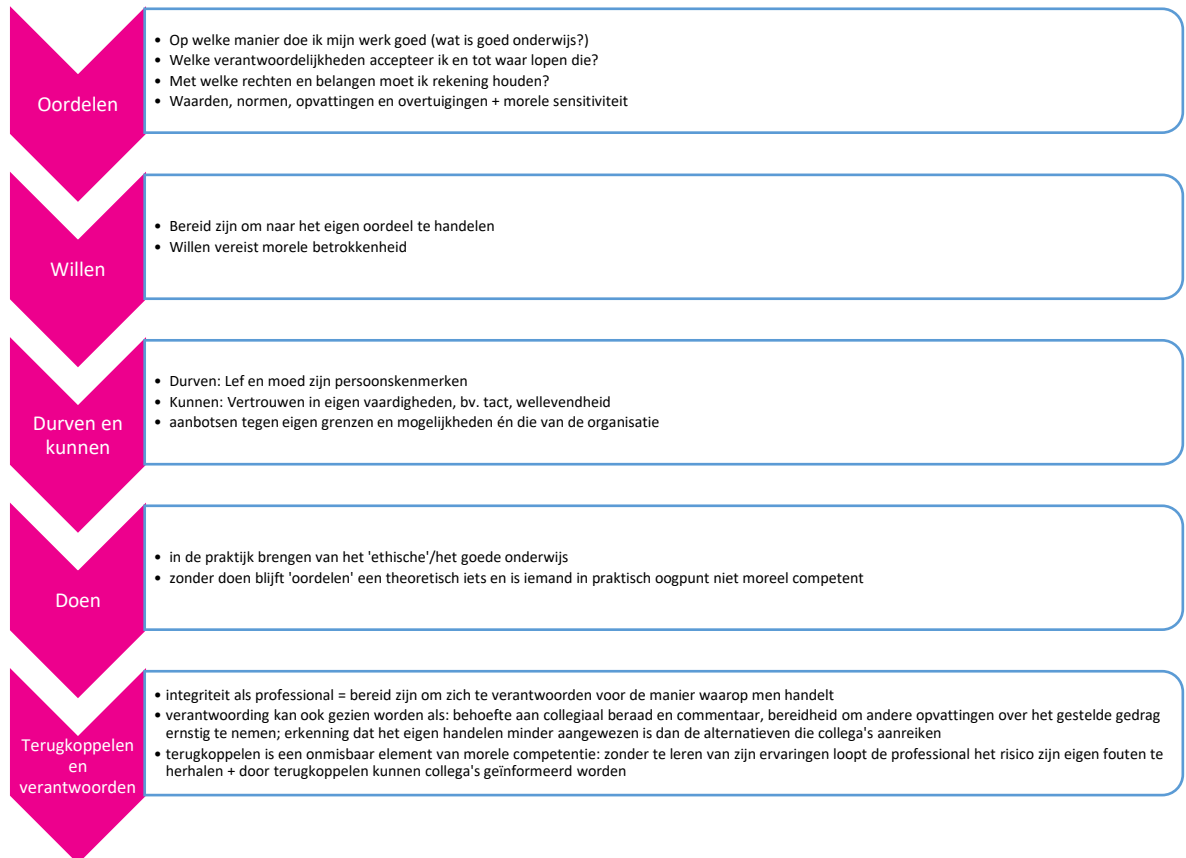 Oordelen
• Op welke manier doe ik mijn werk goed (wat is goed onderwijs?)
• Welke verantwoordelijkheden accepteer ik en tot waar lopen die?
• Met welke rechten en belangen moet ik rekening houden?
• Waarden, normen, opvattingen en overtuigingen + morele sensitiviteit
Willen
• Bereid zijn om naar het eigen oordeel te handelen
• Willen vereist morele betrokkenheid
Durven en
kunnen
• Durven: Lef en moed zijn persoonskenmerken
• Kunnen: Vertrouwen in eigen vaardigheden, bv. tact, wellevendheid
• aanbotsen tegen eigen grenzen en mogelijkheden én die van de organisatie
Doen
• in de praktijk brengen van het 'ethische'/het goede onderwijs
• zonder doen blijft 'oordelen' een theoretisch iets en is iemand in praktisch oogpunt niet moreel competent
Terugkoppelen
en
verantwoorden
• integriteit als professional = bereid zijn om zich te verantwoorden voor de manier waarop men handelt
• verantwoording kan ook gezien worden als: behoefte aan collegiaal beraad en commentaar, bereidheid om andere opvattingen over het gestelde gedrag
ernstig te nemen; erkenning dat het eigen handelen minder aangewezen is dan de alternatieven die collega's aanreiken
• terugkoppelen is een onmisbaar element van morele competentie: zonder te leren van zijn ervaringen loopt de professional het risico zijn eigen fouten te
herhalen + door terugkoppelen kunnen collega's geïnformeerd worden